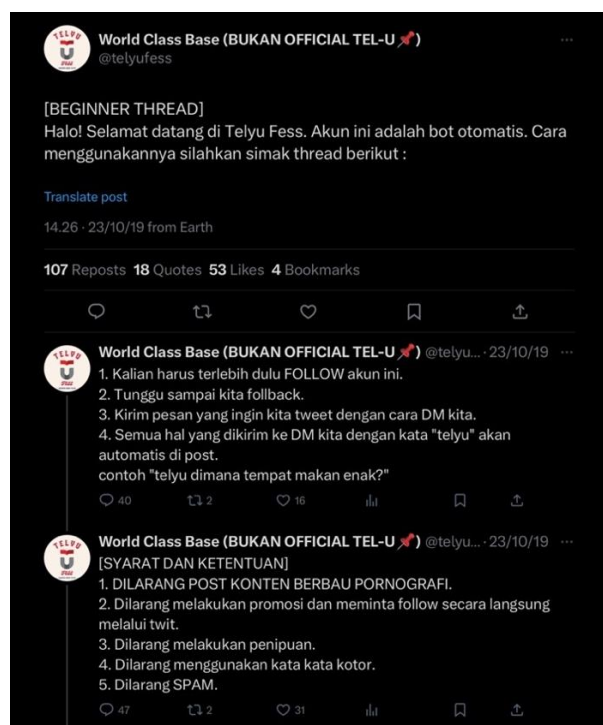 World Class Base (BUKAN OFFICIAL TEL-U📌)
@telyufess
[BEGINNER THREAD]
Halo! Selamat datang di Telyu Fess. Akun ini adalah bot otomatis. Cara
menggunakannya silahkan simak thread berikut :
Translate post
14.26 · 23/10/19 from Earth
107 Reposts 18 Quotes 53 Likes 4 Bookmarks
World Class Base (BUKAN OFFICIAL TEL-U📌) @telyu... · 23/10/19
1. Kalian harus terlebih dulu FOLLOW akun ini.
2. Tunggu sampai kita follback.
3. Kirim pesan yang ingin kita tweet dengan cara DM kita.
4. Semua hal yang dikirim ke DM kita dengan kata "telyu" akan
automatis di post.
contoh "telyu dimana tempat makan enak?"
40 2 16
World Class Base (BUKAN OFFICIAL TEL-U📌) @telyu... · 23/10/19
[SYARAT DAN KETENTUAN]
1. DILARANG POST KONTEN BERBAU PORNOGRAFI.
2. Dilarang melakukan promosi dan meminta follow secara langsung
melalui twit.
3. Dilarang melakukan penipuan.
4. Dilarang menggunakan kata kata kotor.
5. Dilarang SPAM.
47 2 31